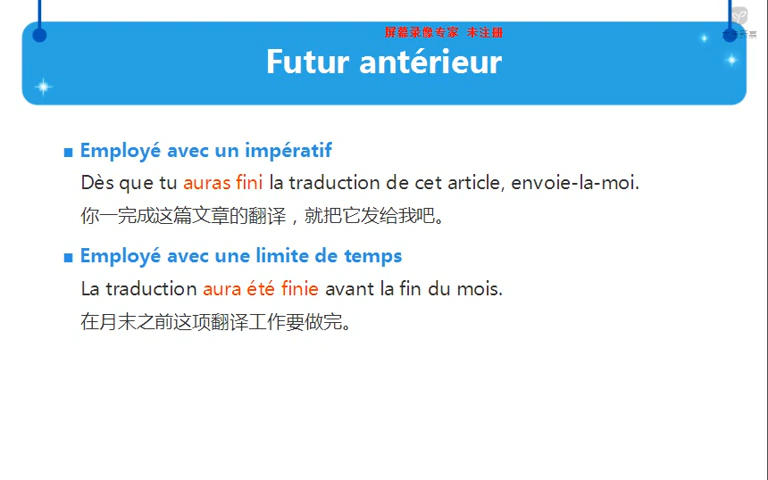 屏幕录像专家 未注册
Futur antérieur
Employé avec un impératif
Dès que tu auras fini la traduction de cet article, envoie-la-moi.
你一完成这篇文章的翻译，就把它发给我吧。
Employé avec une limite de temps
La traduction aura été finie avant la fin du mois.
在月末之前这项翻译工作要做完。